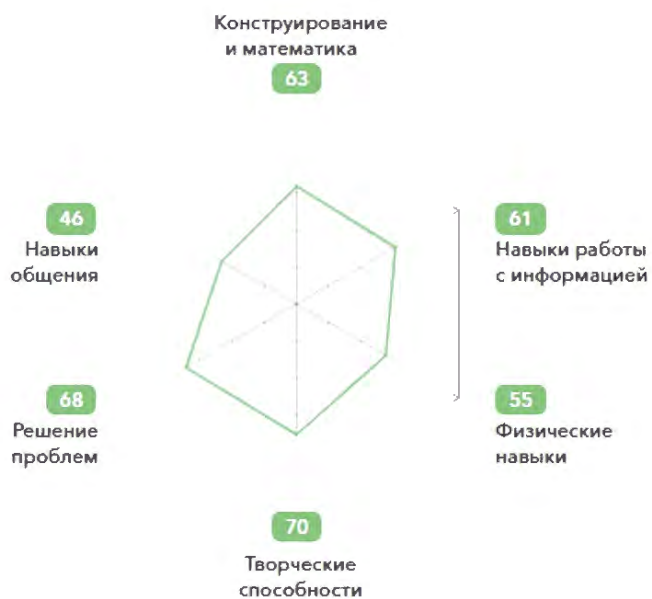 Конструирование
и математика
63
46
Навыки
общения
61
Навыки работы
с информацией
68
Решение
проблем
55
Физические
навыки
70
Творческие
способности